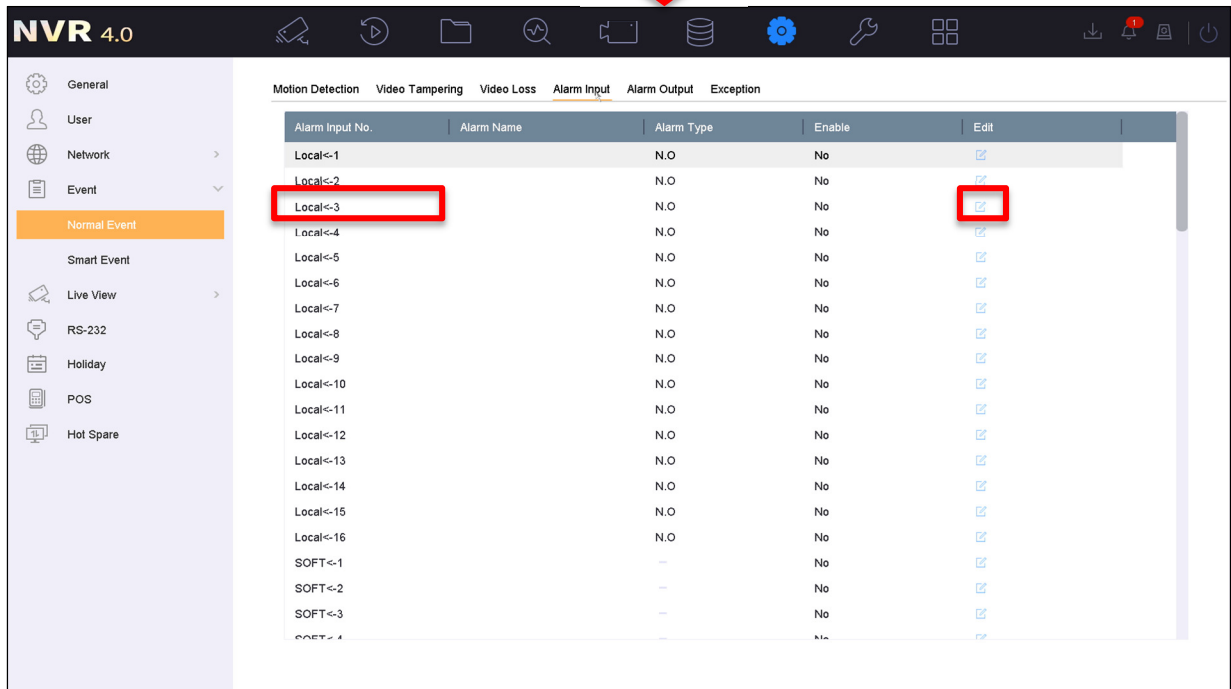 NVR 4.0
1
General
User
Network
Event
Normal Event
Smart Event
Live View
RS-232
Holiday
POS
Hot Spare
Motion Detection Video Tampering Video Loss Alarm Input Alarm Output Exception
Alarm Input No. Alarm Name Alarm Type Enable Edit
Local<-1 N.O No
Local<-2 N.O No
Local<-3 N.O No
Local<-4 N.O No
Local<-5 N.O No
Local<-6 N.O No
Local<-7 N.O No
Local<-8 N.O No
Local<-9 N.O No
Local<-10 N.O No
Local<-11 N.O No
Local<-12 N.O No
Local<-13 N.O No
Local<-14 N.O No
Local<-15 N.O No
Local<-16 N.O No
SOFT<-1 – No
SOFT<-2 – No
SOFT<-3 – No
SOFT<-4 – No